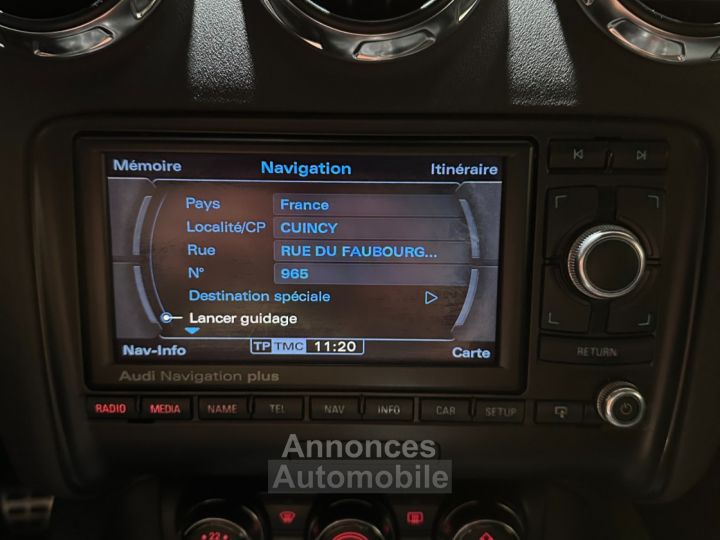 Mémoire Navigation Itinéraire
Pays France
Localité/CP CUINCY
Rue RUE DU FAUBOURG...
N° 965
Destination spéciale
Lancer guidage
Nav-Info TP TMC 11:20 Carte
Audi Navigation plus
RETURN
RADIO MEDIA NAME TEL NAV INFO CAR SETUP
Annonces
Automobile
22